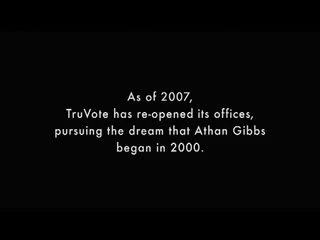 As of 2007,
TruVote has re-opened its offices,
pursuing the dream that Athan Gibbs
began in 2000.